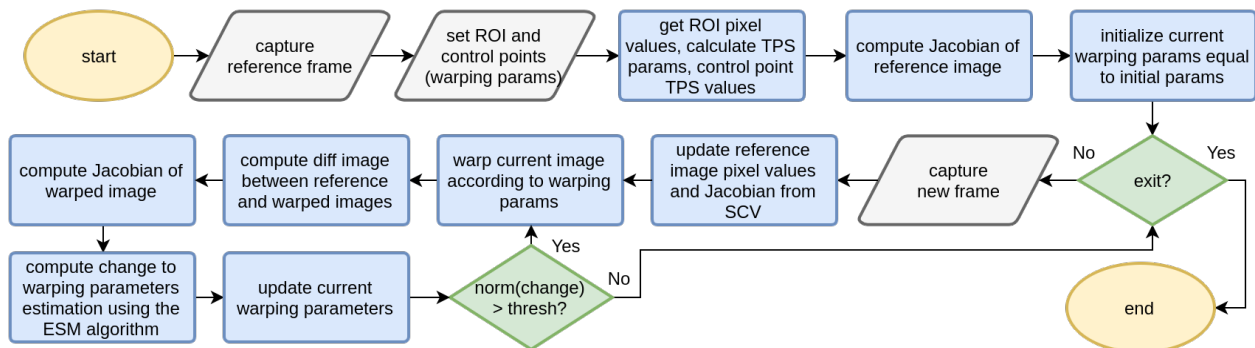 start
capture
reference frame
set ROI and
control points
(warping params)
get ROI pixel
values, calculate TPS
params, control point
TPS values
compute Jacobian of
reference image
initialize current
warping params equal
to initial params
No
Yes
exit?
capture
new frame
update reference
image pixel values
and Jacobian from
SCV
warp current image
according to warping
params
compute diff image
between reference
and warped images
compute Jacobian of
warped image
compute change to
warping parameters
estimation using the
ESM algorithm
update current
warping parameters
norm(change)
> thresh?
Yes
No
end